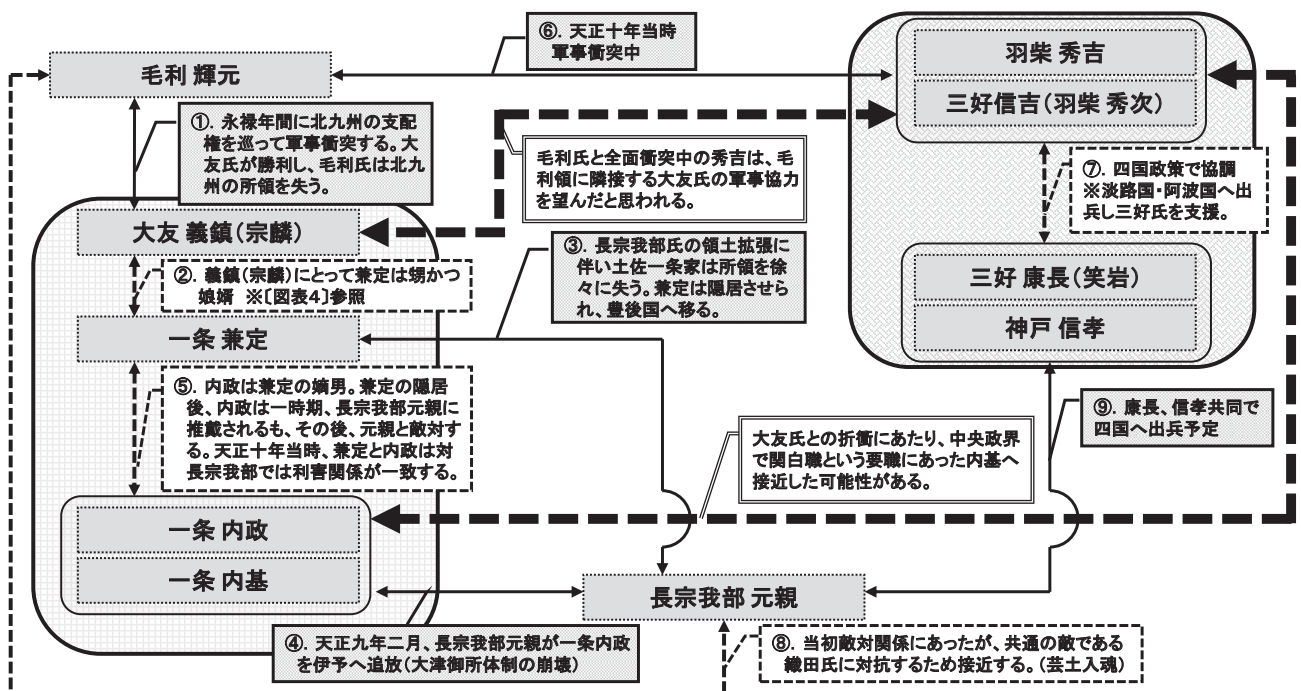 ⑥．天正十年当時
軍事衝突中
毛利 輝元
羽柴 秀吉
三好信吉（羽柴 秀次）
①．永禄年間に北九州の支配
権を巡って軍事衝突する。大
友氏が勝利し、毛利氏は北九
州の所領を失う。
毛利氏と全面衝突中の秀吉は、毛
利領に隣接する大友氏の軍事協力
を望んだと思われる。
⑦．四国政策で協調
※淡路国・阿波国へ出
兵し三好氏を支援。
大友 義鎮（宗麟）
③．長宗我部氏の領土拡張に
伴い土佐一条家は所領を徐
々に失う。兼定は隠居させら
れ、豊後国へ移る。
②．義鎮（宗麟）にとって兼定は甥かつ
娘婿 ※〔図表４〕参照
三好 康長（笑岩）
神戸 信孝
一条 兼定
⑤．内政は兼定の嫡男。兼定の隠居
後、内政は一時期、長宗我部元親に
推戴されるも、その後、元親と敵対す
る。天正十年当時、兼定と内政は対
長宗我部では利害関係が一致する。
⑨．康長、信孝共同で
四国へ出兵予定
大友氏との折衝にあたり、中央政界
で関白職という要職にあった内基へ
接近した可能性がある。
一条 内政
一条 内基
長宗我部 元親
④．天正九年二月、長宗我部元親が一条内政
を伊予へ追放（大津御所体制の崩壊）
⑧．当初敵対関係にあったが、共通の敵である
織田氏に対抗するため接近する。（芸土入魂）